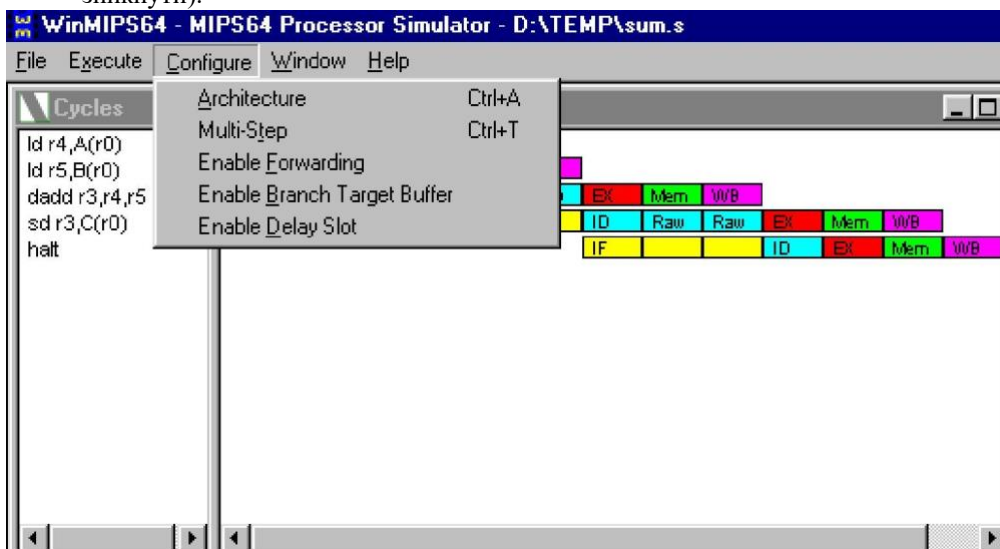 зникнути).
WinMIPS64 - MIPS64 Processor Simulator - D:\TEMP\sum.s
File Execute Configure Window Help
Cycles
Architecture Ctrl+A
Multi-Step Ctrl+T
Enable Forwarding
Enable Branch Target Buffer
Enable Delay Slot
ld r4,A(r0)
ld r5,B(r0)
dadd r3,r4,r5 EX Mem WB
sd r3,C(r0) ID Raw Raw EX Mem WB
halt IF ID EX Mem WB